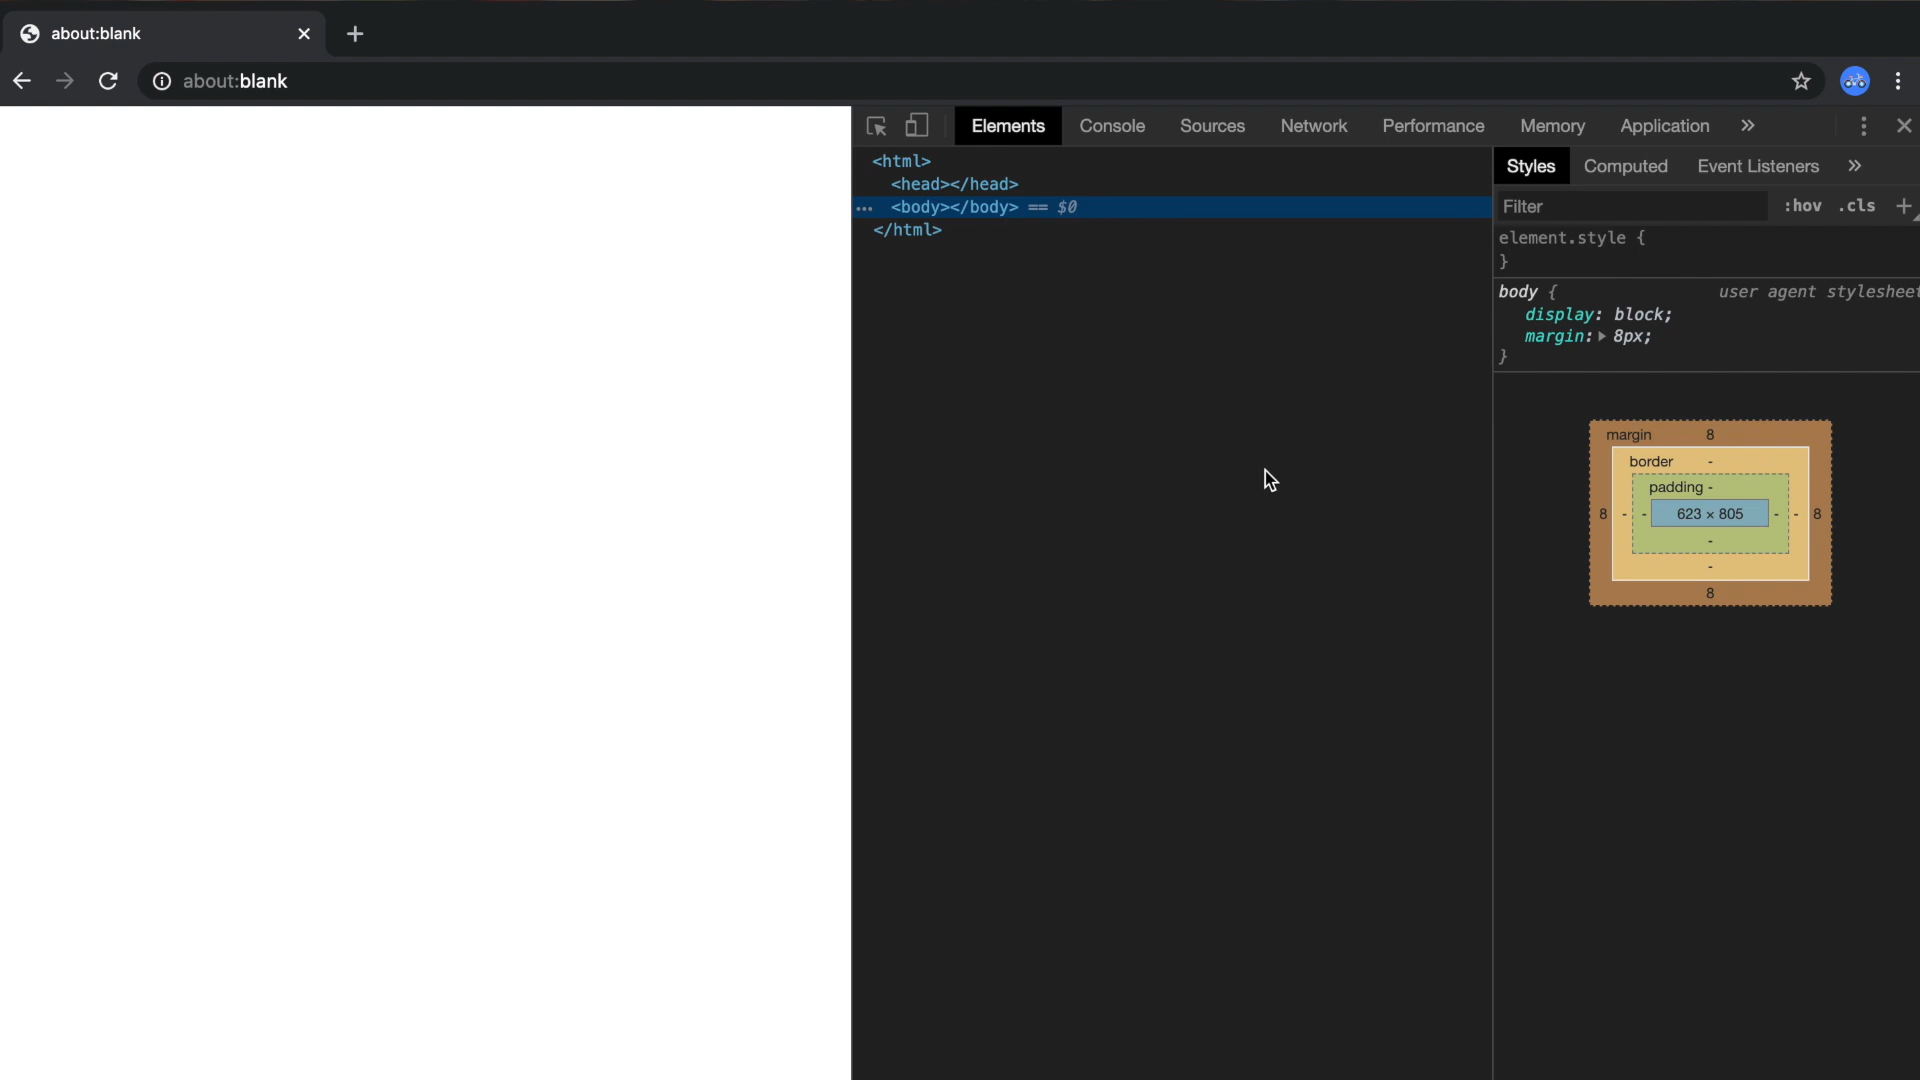 about:blank
about:blank
Elements Console Sources Network Performance Memory Application »
<html>
<head></head>
... <body></body> == $0
</html>
Styles Computed Event Listeners »
Filter :hov .cls +
element.style {
}
body { user agent stylesheet
display: block;
margin: 8px;
}
margin 8
border -
padding -
8 - - 623 × 805 - - 8
-
-
8